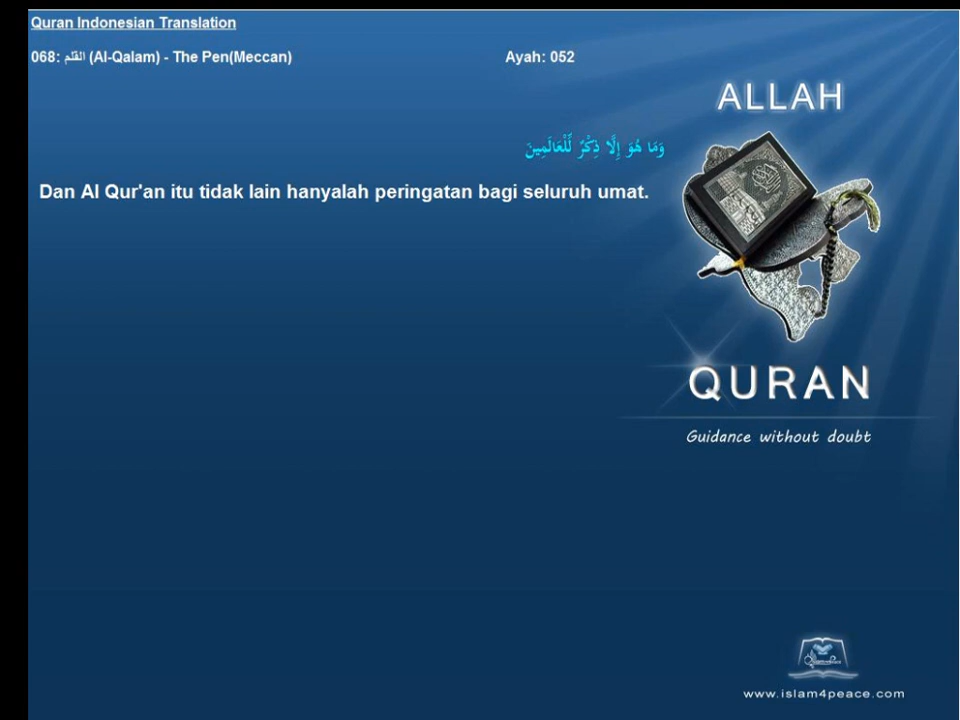 Quran Indonesian Translation
068: القلم (Al-Qalam) - The Pen(Meccan) Ayah: 052
ALLAH
وَمَا هُوَ إِلَّا ذِكْرٌ لِّلْعَالَمِينَ
Dan Al Qur'an itu tidak lain hanyalah peringatan bagi seluruh umat.
QURAN
Guidance without doubt
www.islam4peace.com